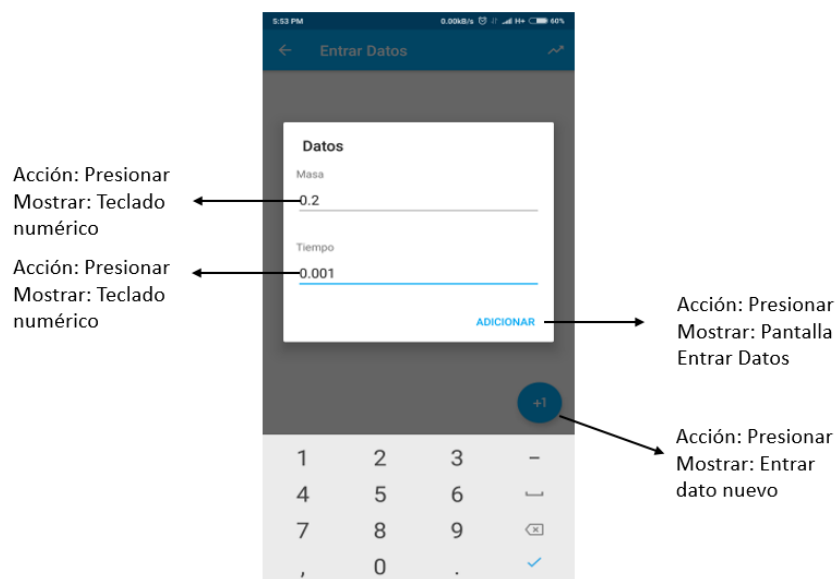 5:53 PM 0.00kB/s H+ 60%
Entrar Datos
Datos
Masa
0.2
Tiempo
0.001
ADICIONAR
+1
1 2 3 -
4 5 6
7 8 9
, 0 .
Acción: Presionar
Mostrar: Teclado
numérico
Acción: Presionar
Mostrar: Teclado
numérico
Acción: Presionar
Mostrar: Pantalla
Entrar Datos
Acción: Presionar
Mostrar: Entrar
dato nuevo